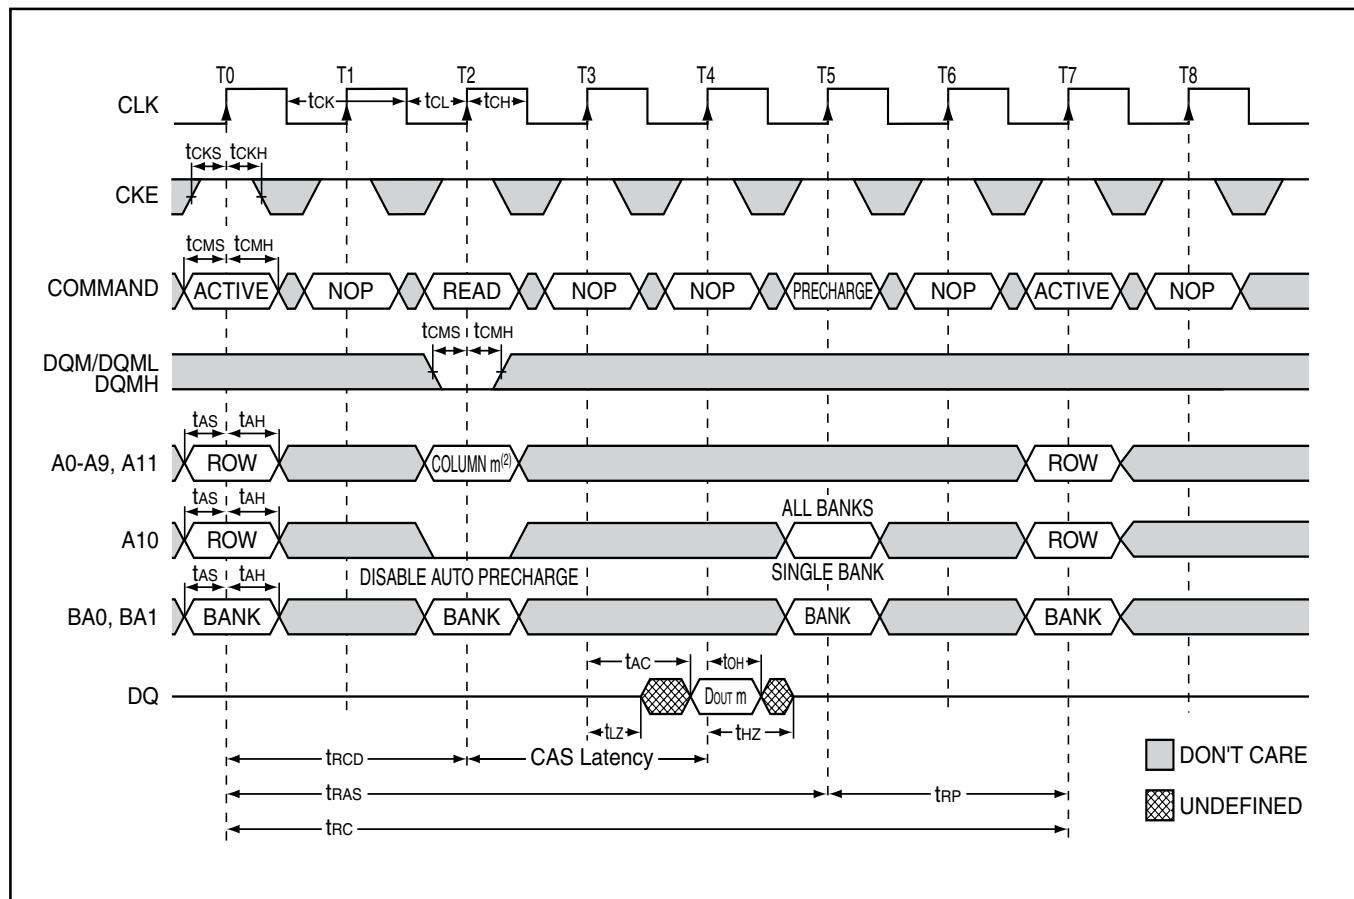 T0 T1 T2 T3 T4 T5 T6 T7 T8
CLK tCK tCL tCH
tCKS tCKH
CKE
tCMS tCMH
COMMAND ACTIVE NOP READ NOP NOP PRECHARGE NOP ACTIVE NOP
tCMS tCMH
DQM/DQML
DQMH
tAS tAH
A0-A9, A11 ROW COLUMN m(2) ROW
tAS tAH ALL BANKS
A10 ROW ROW
DISABLE AUTO PRECHARGE SINGLE BANK
tAS tAH
BA0, BA1 BANK BANK BANK BANK
tAC tOH
DQ DOUT m
tLZ tHZ
tRCD CAS Latency
DON'T CARE
tRAS tRP
UNDEFINED
tRC